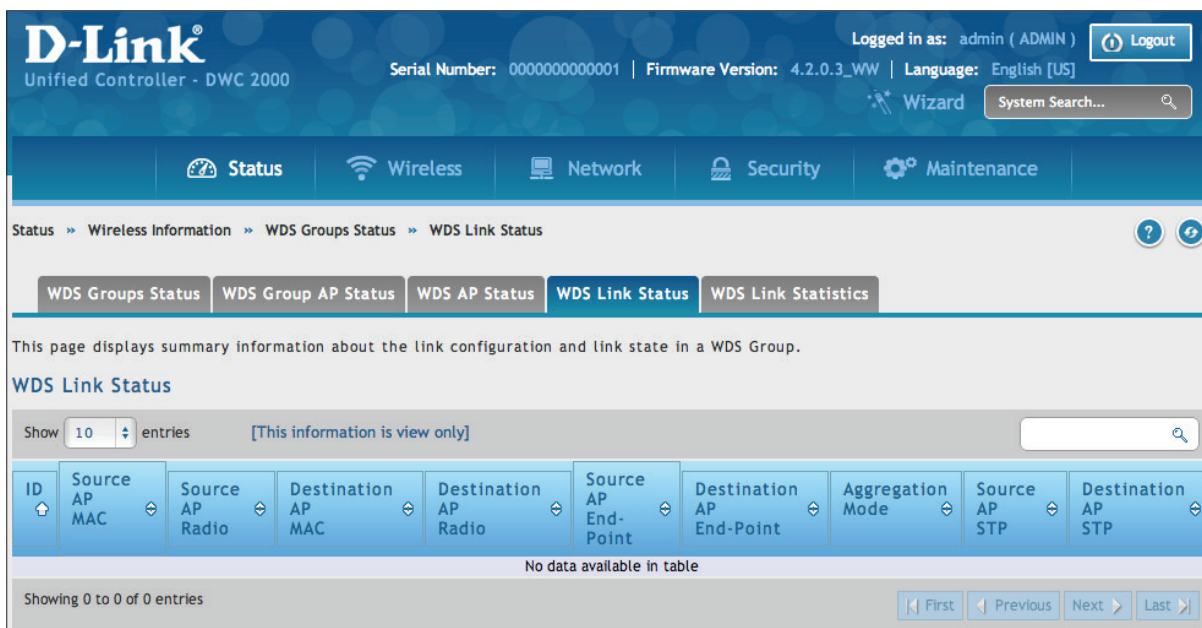 D-Link®
Unified Controller - DWC 2000
Logged in as: admin ( ADMIN )
Logout
Serial Number: 0000000000001 | Firmware Version: 4.2.0.3_WW | Language: English [US]
Wizard
System Search...
Status
Wireless
Network
Security
Maintenance
Status » Wireless Information » WDS Groups Status » WDS Link Status
?
WDS Groups Status
WDS Group AP Status
WDS AP Status
WDS Link Status
WDS Link Statistics
This page displays summary information about the link configuration and link state in a WDS Group.
WDS Link Status
Show 10 entries
[This information is view only]
ID
Source
AP
MAC
Source
AP
Radio
Destination
AP
MAC
Destination
AP
Radio
Source
AP
End-
Point
Destination
AP
End-Point
Aggregation
Mode
Source
AP
STP
Destination
AP
STP
No data available in table
Showing 0 to 0 of 0 entries
First
Previous
Next
Last